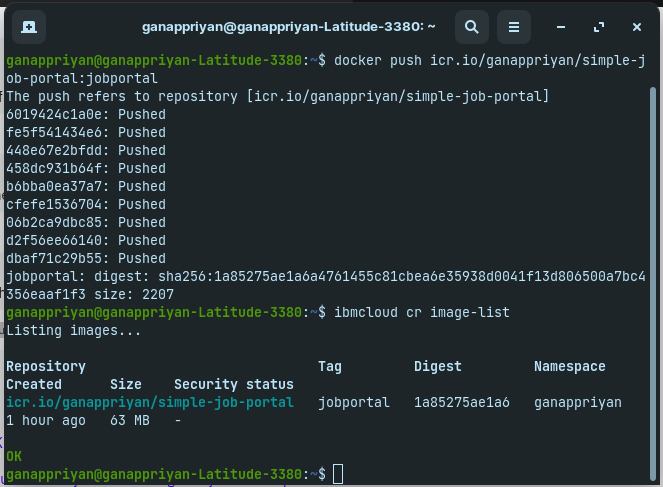 ganappriyan@ganappriyan-Latitude-3380: ~
ganappriyan@ganappriyan-Latitude-3380:~$ docker push icr.io/ganappriyan/simple-j
ob-portal:jobportal
The push refers to repository [icr.io/ganappriyan/simple-job-portal]
6019424c1a0e: Pushed
fe5f541434e6: Pushed
448e67e2bfdd: Pushed
458dc931b64f: Pushed
b6bba0ea37a7: Pushed
cfefe1536704: Pushed
06b2ca9dbc85: Pushed
d2f56ee66140: Pushed
dbaf71c29b55: Pushed
jobportal: digest: sha256:1a85275ae1a6a4761455c81cbea6e35938d0041f13d806500a7bc4
356eaaf1f3 size: 2207
ganappriyan@ganappriyan-Latitude-3380:~$ ibmcloud cr image-list
Listing images...
Repository Tag Digest Namespace
Created Size Security status
icr.io/ganappriyan/simple-job-portal jobportal 1a85275ae1a6 ganappriyan
1 hour ago 63 MB -
OK
ganappriyan@ganappriyan-Latitude-3380:~$